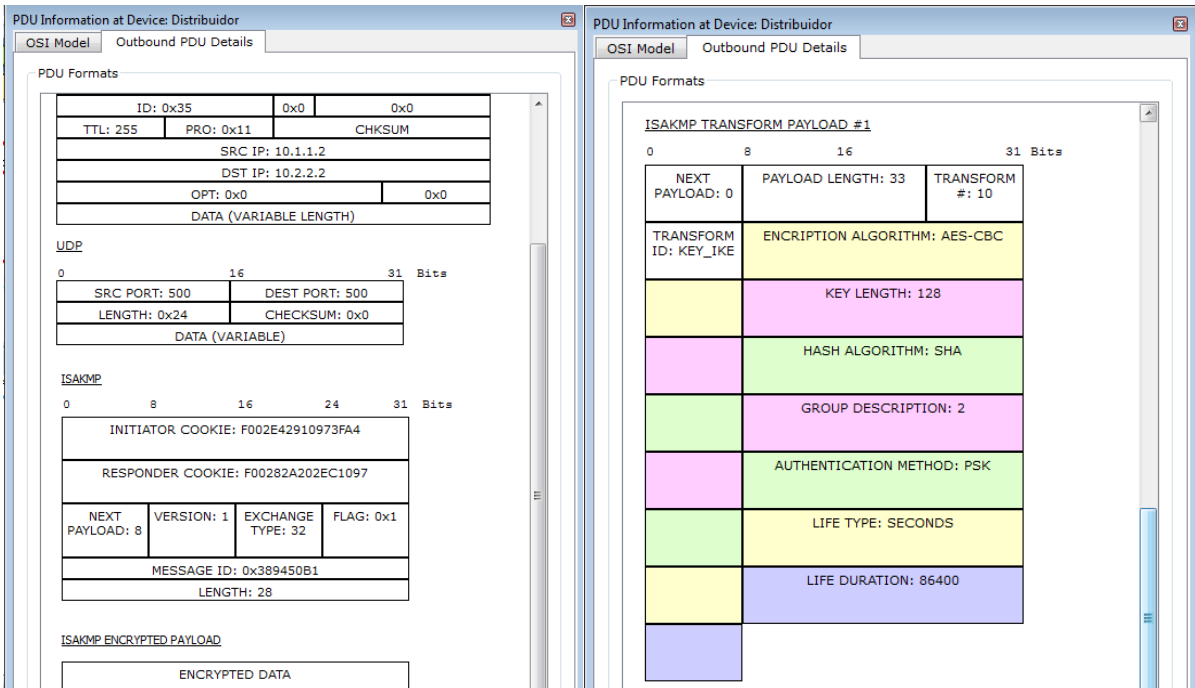 PDU Information at Device: Distribuidor
OSI Model Outbound PDU Details
PDU Formats
ID: 0x35 0x0 0x0
TTL: 255 PRO: 0x11 CHKSUM
SRC IP: 10.1.1.2
DST IP: 10.2.2.2
OPT: 0x0 0x0
DATA (VARIABLE LENGTH)
UDP
0 16 31 Bits
SRC PORT: 500 DEST PORT: 500
LENGTH: 0x24 CHECKSUM: 0x0
DATA (VARIABLE)
ISAKMP
0 8 16 24 31 Bits
INITIATOR COOKIE: F002E42910973FA4
RESPONDER COOKIE: F00282A202EC1097
NEXT PAYLOAD: 8 VERSION: 1 EXCHANGE TYPE: 32 FLAG: 0x1
MESSAGE ID: 0x389450B1
LENGTH: 28
ISAKMP ENCRYPTED PAYLOAD
ENCRYPTED DATA
PDU Information at Device: Distribuidor
OSI Model Outbound PDU Details
PDU Formats
ISAKMP TRANSFORM PAYLOAD #1
0 8 16 31 Bits
NEXT PAYLOAD: 0 PAYLOAD LENGTH: 33 TRANSFORM #: 10
TRANSFORM ID: KEY_IKE ENCRIPTION ALGORITHM: AES-CBC
KEY LENGTH: 128
HASH ALGORITHM: SHA
GROUP DESCRIPTION: 2
AUTHENTICATION METHOD: PSK
LIFE TYPE: SECONDS
LIFE DURATION: 86400